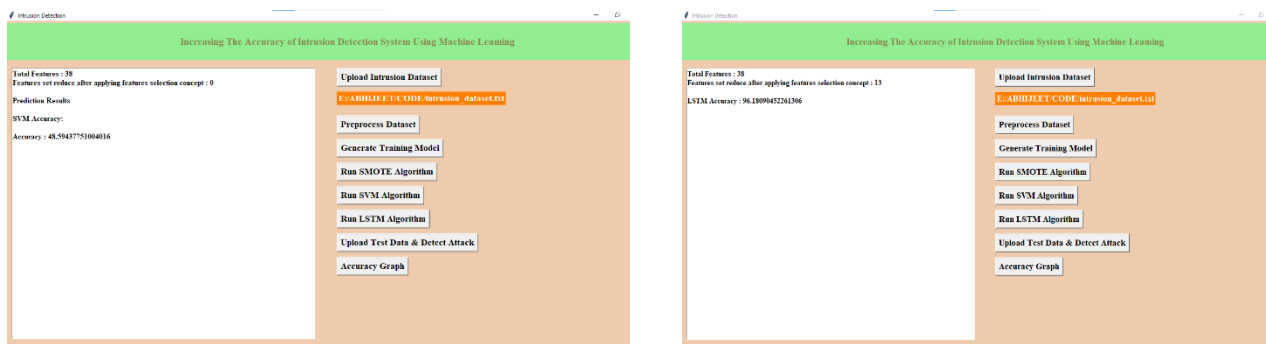 Intrusion Detection
Increasing The Accuracy of Intrusion Detection System Using Machine Learning
Total Features : 38
Features set reduce after applying features selection concept : 0
Prediction Results
SVM Accuracy:
Accuracy : 48.59437751004016
Upload Intrusion Dataset
E:/ABHIJEET/CODE/intrusion_dataset.txt
Preprocess Dataset
Generate Training Model
Run SMOTE Algorithm
Run SVM Algorithm
Run LSTM Algorithm
Upload Test Data & Detect Attack
Accuracy Graph
Intrusion Detection
Increasing The Accuracy of Intrusion Detection System Using Machine Learning
Total Features : 38
Features set reduce after applying features selection concept : 13
LSTM Accuracy : 96.18090452261306
Upload Intrusion Dataset
E:/ABHIJEET/CODE/intrusion_dataset.txt
Preprocess Dataset
Generate Training Model
Run SMOTE Algorithm
Run SVM Algorithm
Run LSTM Algorithm
Upload Test Data & Detect Attack
Accuracy Graph